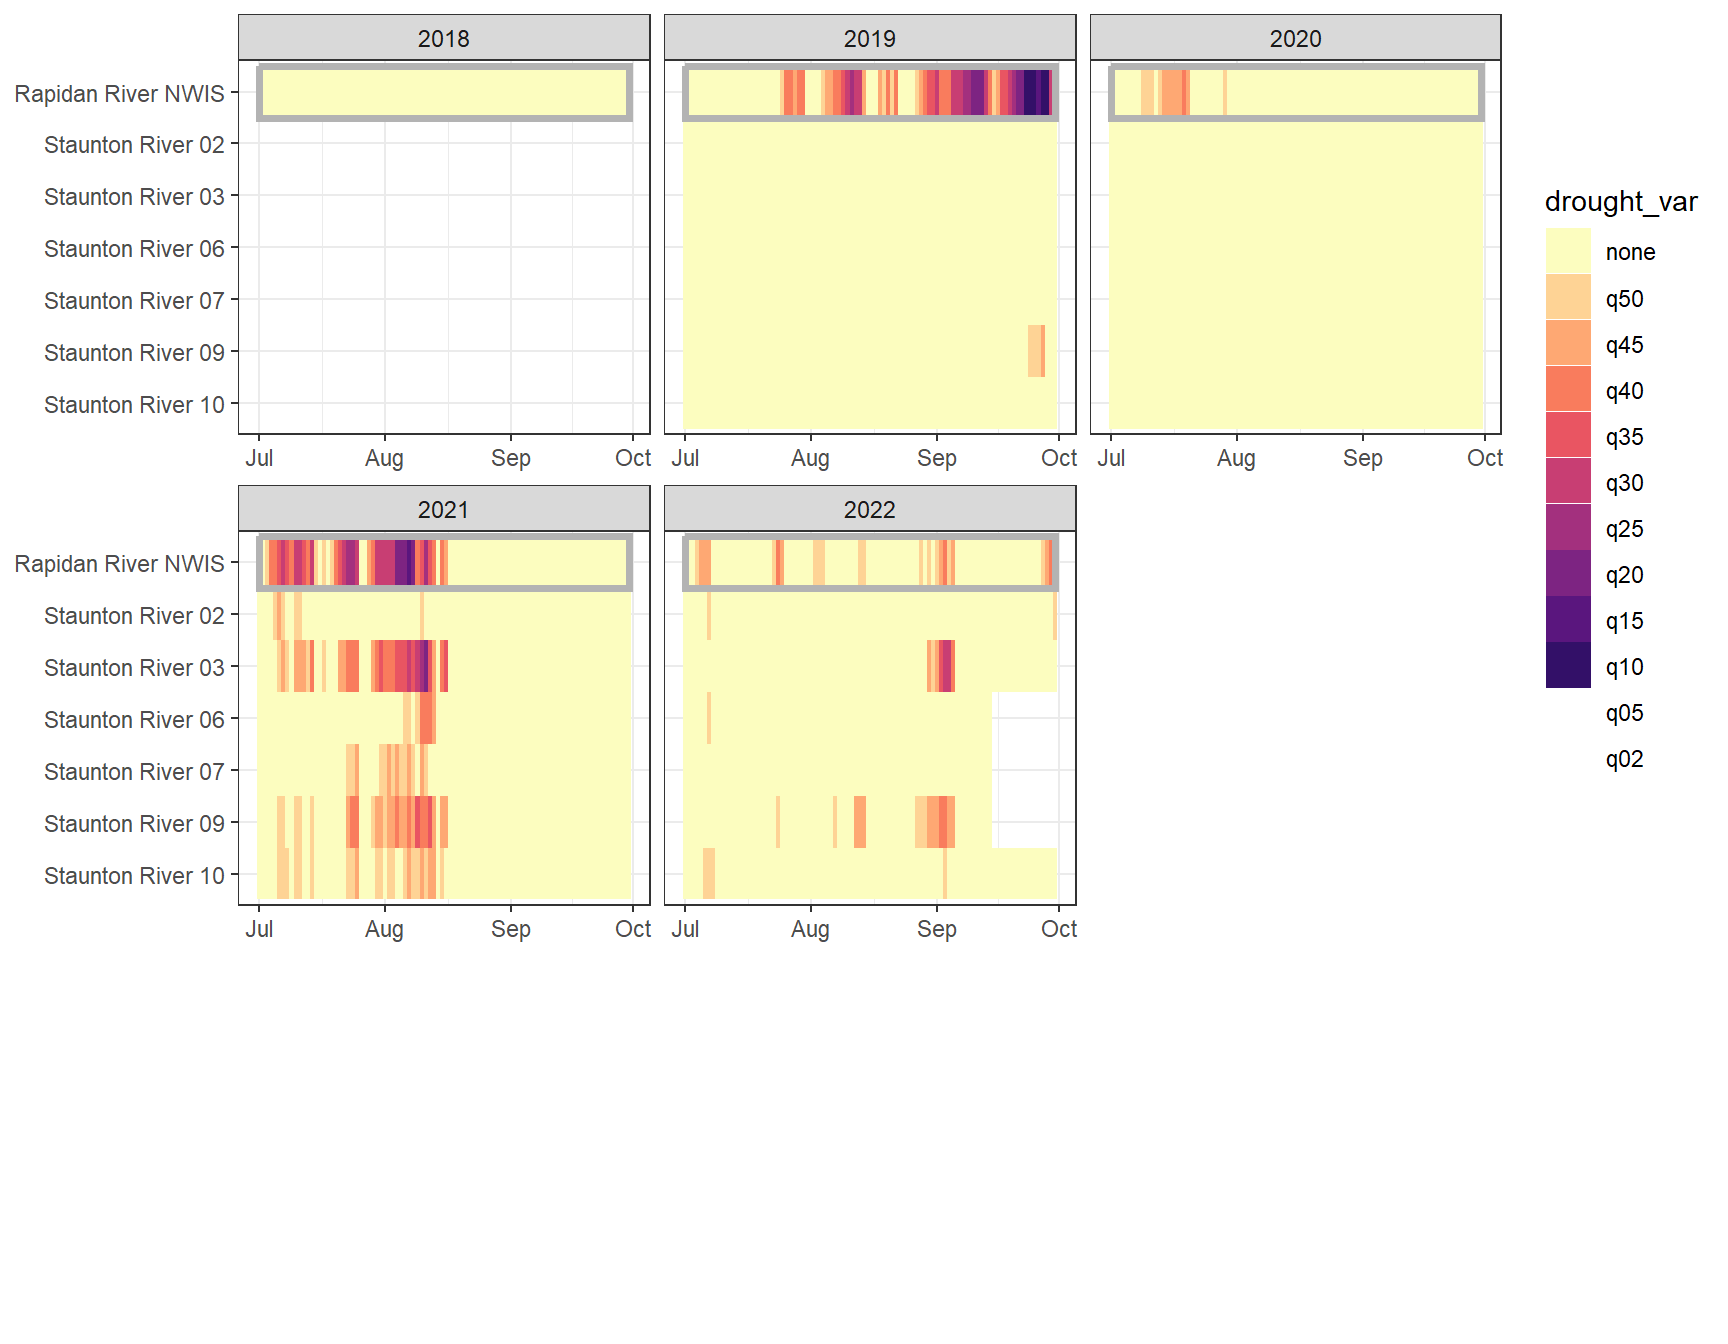 2018 2019 2020
Rapidan River NWIS
Staunton River 02
Staunton River 03
Staunton River 06
Staunton River 07
Staunton River 09
Staunton River 10
Jul Aug Sep Oct Jul Aug Sep Oct Jul Aug Sep Oct
2021 2022
Rapidan River NWIS
Staunton River 02
Staunton River 03
Staunton River 06
Staunton River 07
Staunton River 09
Staunton River 10
Jul Aug Sep Oct Jul Aug Sep Oct
drought_var
none
q50
q45
q40
q35
q30
q25
q20
q15
q10
q05
q02